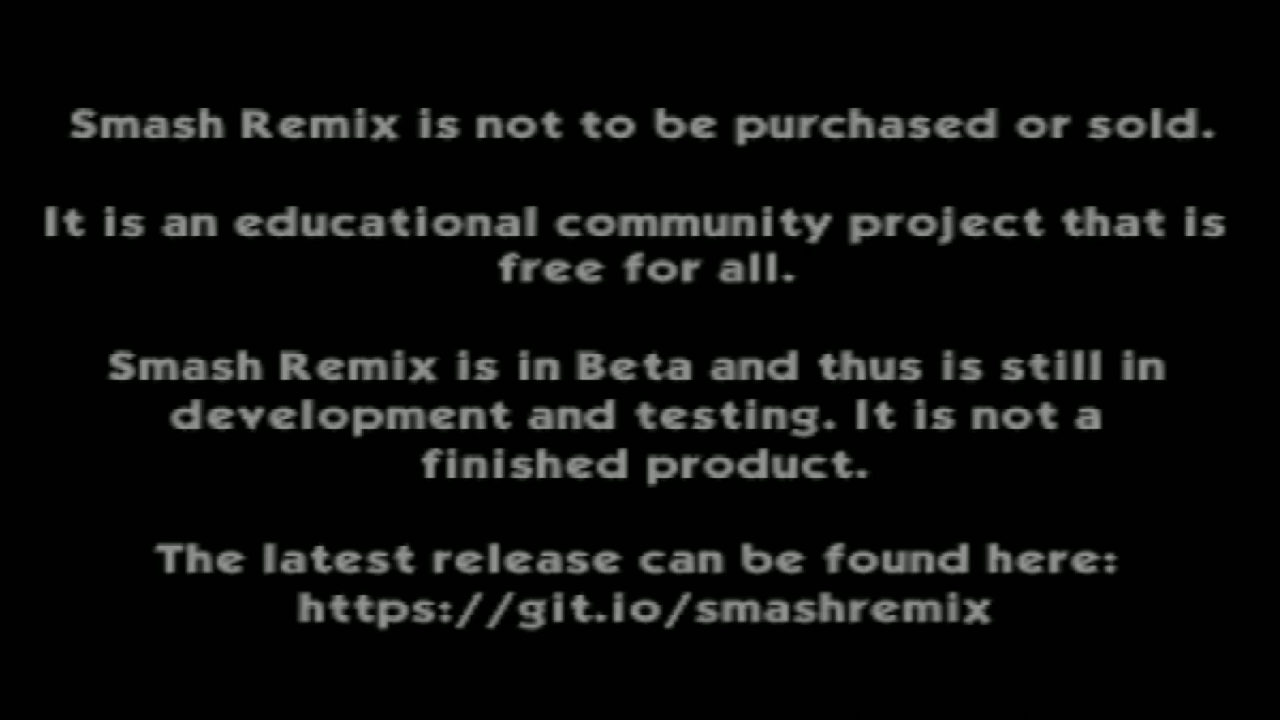 Smash Remix is not to be purchased or sold.
It is an educational community project that is
free for all.
Smash Remix is in Beta and thus is still in
development and testing. It is not a
finished product.
The latest release can be found here:
https://git.io/smashremix